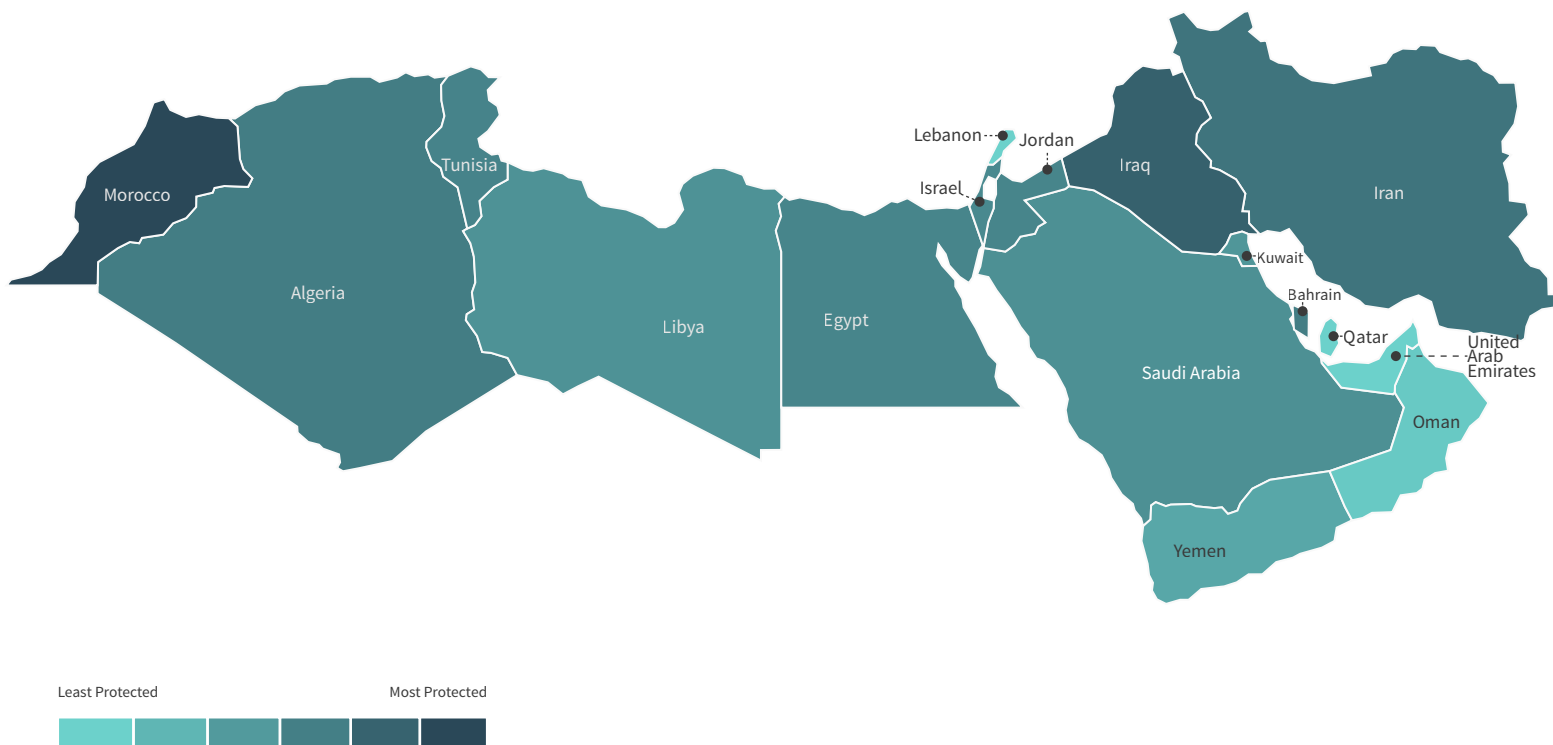 Lebanon
Jordan
Tunisia
Iraq
Morocco
Israel
Iran
Kuwait
Algeria
Bahrain
Egypt
Libya
Qatar
United
Arab
Emirates
Saudi Arabia
Oman
Yemen
Least Protected
Most Protected